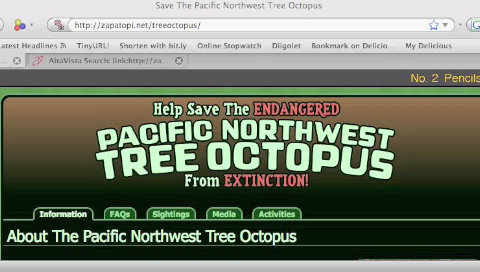 Save The Pacific Northwest Tree Octopus
http://zapatopi.net/treeoctopus/
Latest Headlines TinyURL! Shorten with bit.ly Online Stopwatch Diigolet Bookmark on Delicio... My Delicious
AltaVista Search: link:http://za...
No. 2 Pencils
Help Save The ENDANGERED
PACIFIC NORTHWEST
TREE OCTOPUS
From EXTINCTION!
Information FAQs Sightings Media Activities
About The Pacific Northwest Tree Octopus